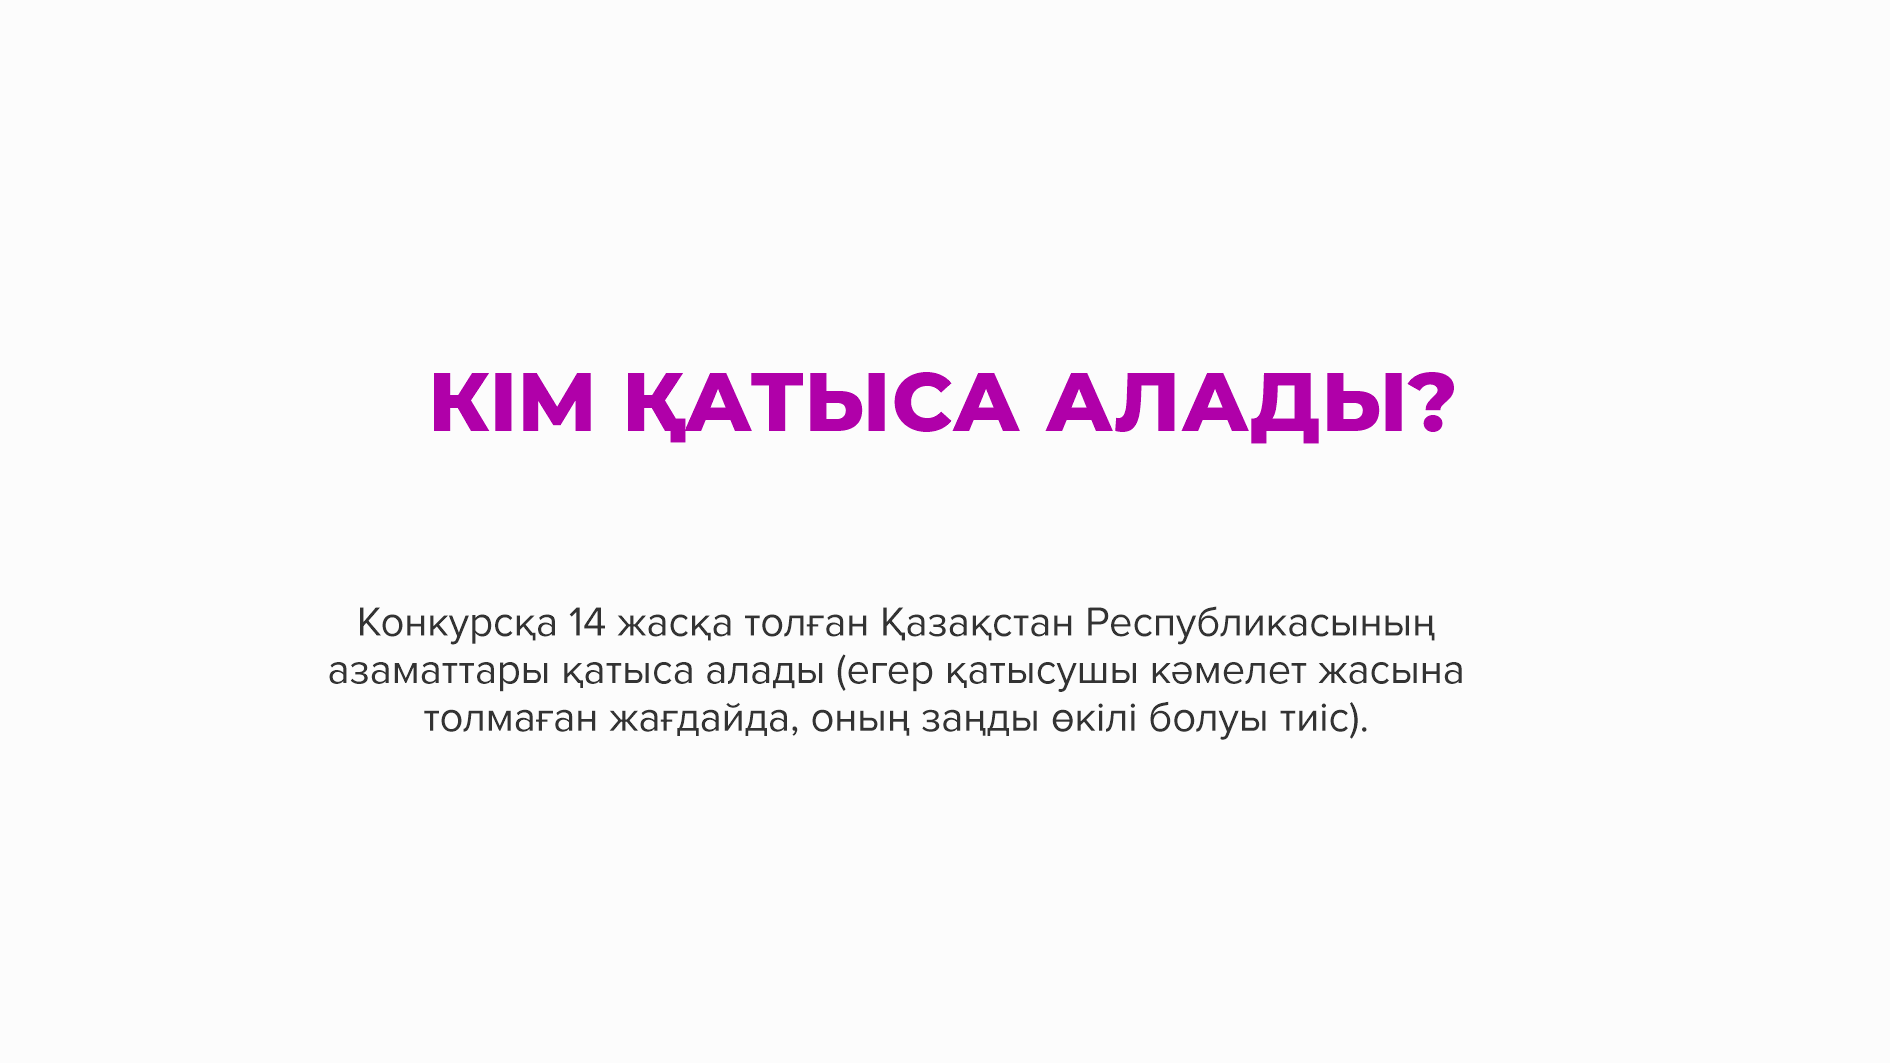 КІМ ҚАТЫСА АЛАДЫ?
Конкурсқа 14 жасқа толған Қазақстан Республикасының
азаматтары қатыса алады (егер қатысушы кәмелет жасына
толмаған жағдайда, оның заңды өкілі болуы тиіс).